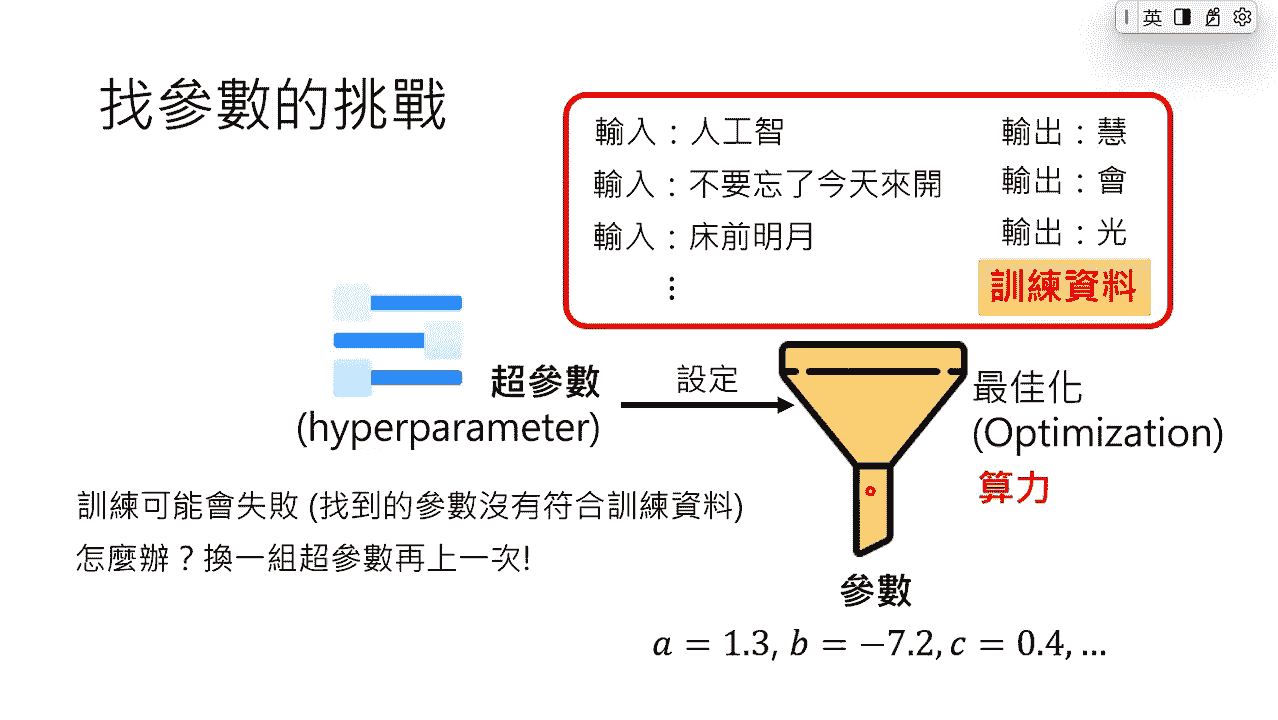 英
找參數的挑戰
輸入：人工智 輸出：慧
輸入：不要忘了今天來開 輸出：會
輸入：床前明月 輸出：光
⋮
訓練資料
超參數
(hyperparameter)
設定
最佳化
(Optimization)
算力
訓練可能會失敗 (找到的參數沒有符合訓練資料)
怎麼辦？換一組超參數再上一次!
參數
a = 1.3, b = −7.2, c = 0.4, …